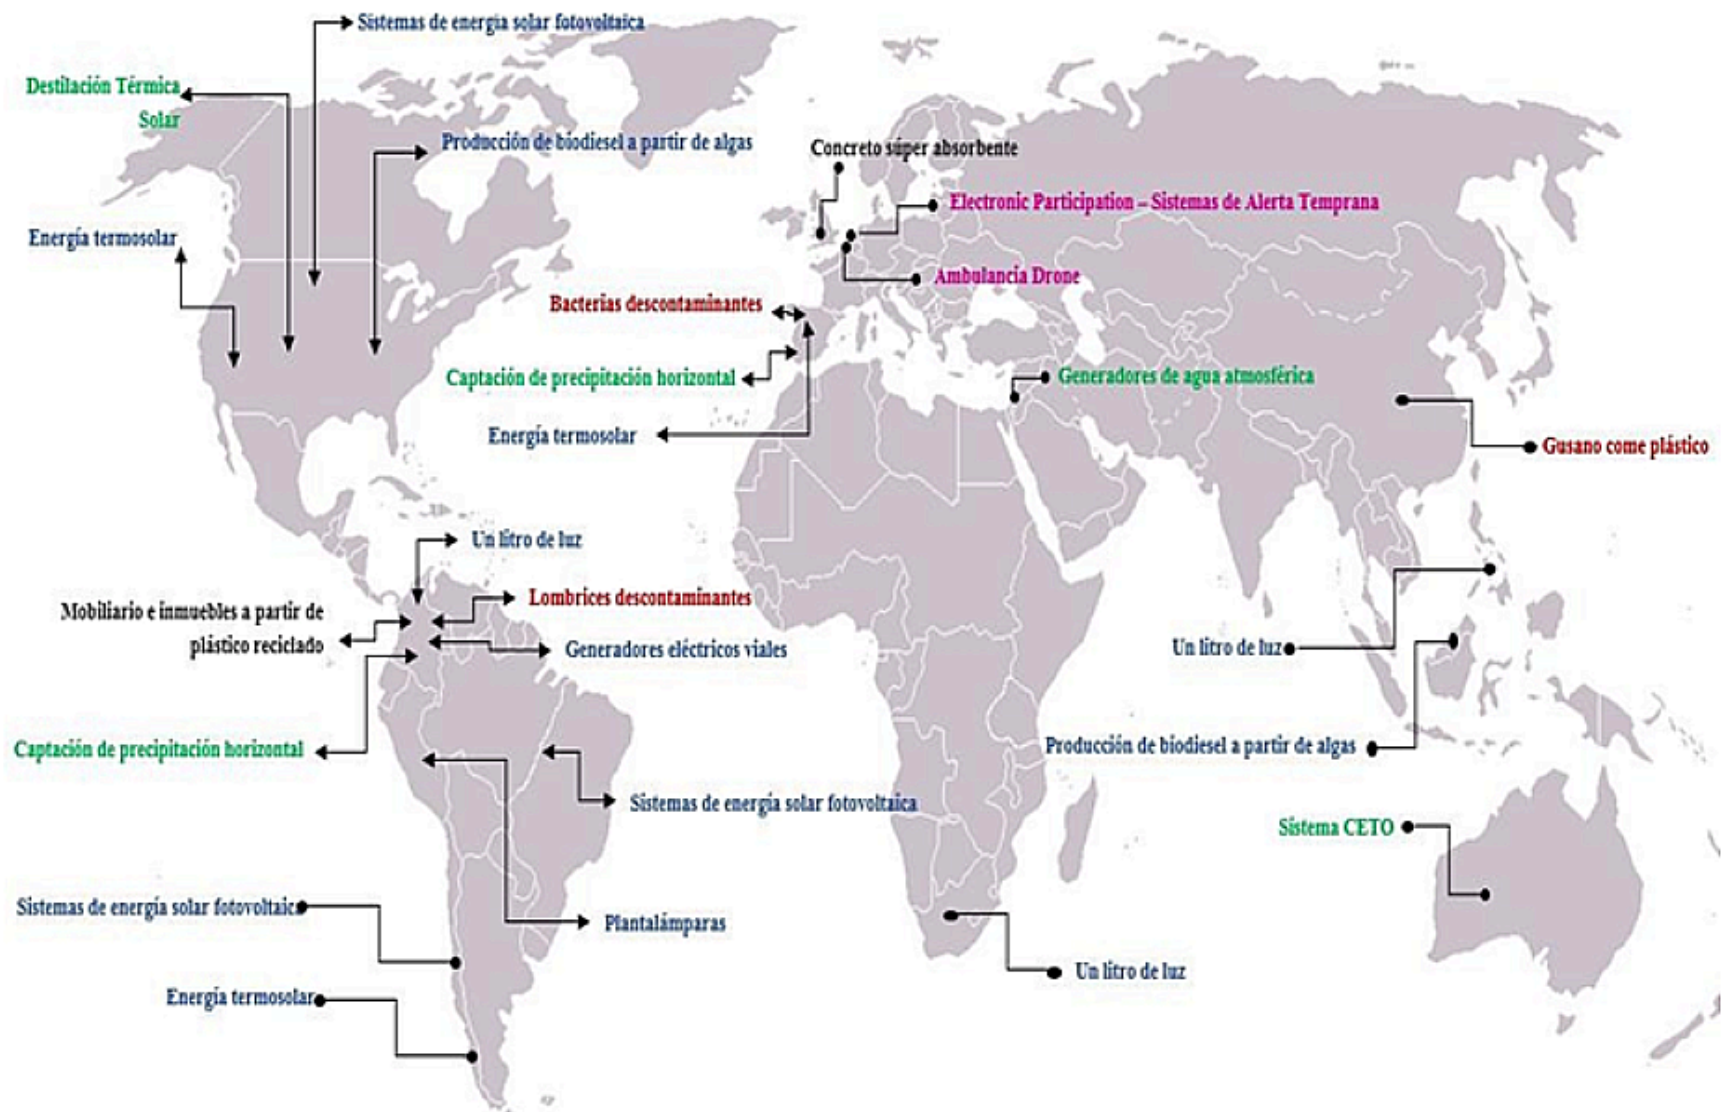 Sistemas de energía solar fotovoltaica
Destilación Térmica
Solar
Producción de biodiesel a partir de algas
Concreto súper absorbente
Electronic Participation – Sistemas de Alerta Temprana
Energía termosolar
Ambulancia Drone
Bacterias descontaminantes
Captación de precipitación horizontal
Generadores de agua atmosférica
Energía termosolar
Gusano come plástico
Un litro de luz
Lombrices descontaminantes
Mobiliario e inmuebles a partir de
plástico reciclado
Generadores eléctricos viales
Un litro de luz
Captación de precipitación horizontal
Producción de biodiesel a partir de algas
Sistemas de energía solar fotovoltaica
Sistema CETO
Sistemas de energía solar fotovoltaica
Plantalámparas
Un litro de luz
Energía termosolar